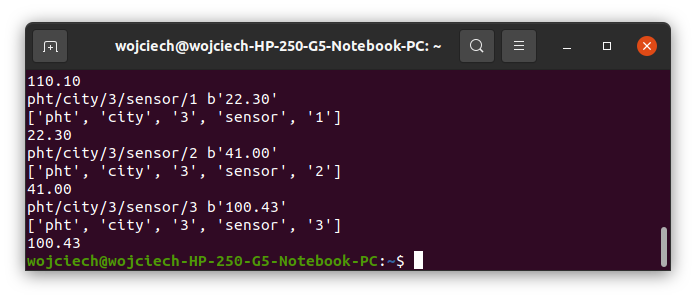 wojciech@wojciech-HP-250-G5-Notebook-PC: ~
110.10
pht/city/3/sensor/1 b'22.30'
['pht', 'city', '3', 'sensor', '1']
22.30
pht/city/3/sensor/2 b'41.00'
['pht', 'city', '3', 'sensor', '2']
41.00
pht/city/3/sensor/3 b'100.43'
['pht', 'city', '3', 'sensor', '3']
100.43
wojciech@wojciech-HP-250-G5-Notebook-PC:~$